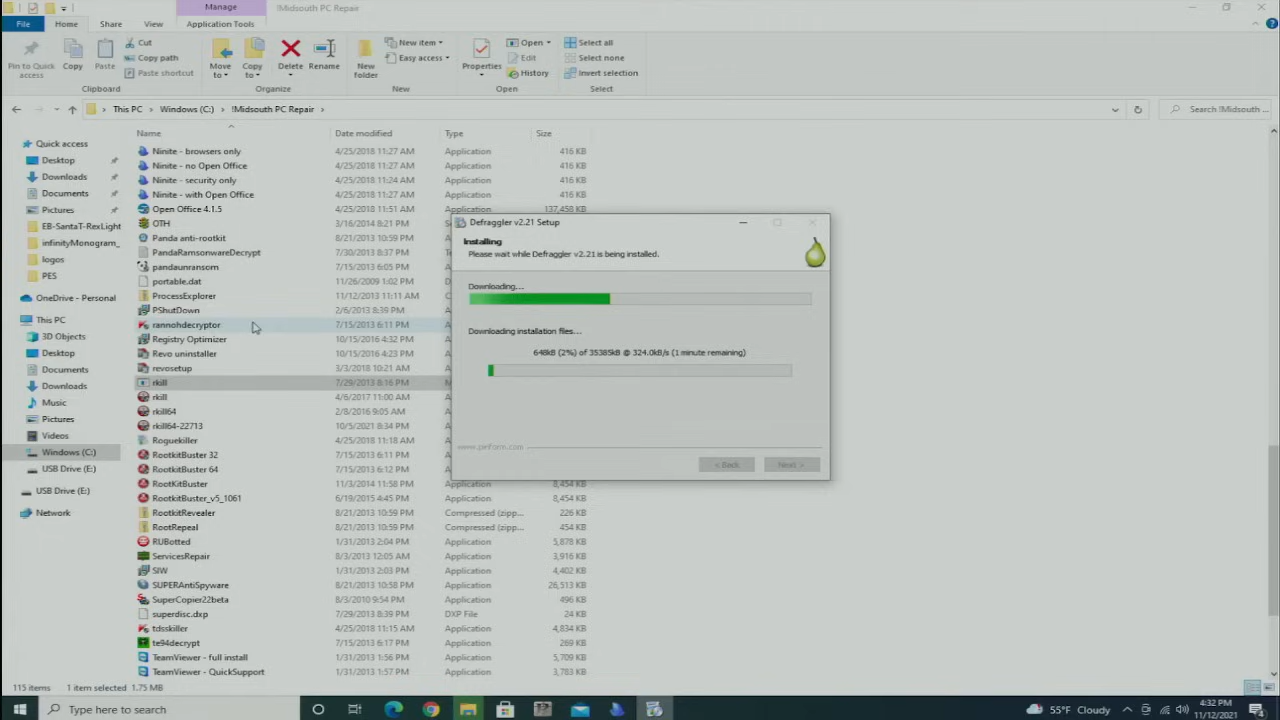 Manage
!Midsouth PC Repair
File
Home
Share
View
Application Tools
Pin to Quick access
Copy
Paste
Cut
Copy path
Paste shortcut
Clipboard
Move to
Copy to
Delete
Rename
Organize
New folder
New item
Easy access
New
Properties
Open
Edit
History
Open
Select all
Select none
Invert selection
Select
This PC > Windows (C:) > !Midsouth PC Repair >
Search !Midsouth ...
Name Date modified Type Size
Quick access
Desktop
Downloads
Documents
Pictures
EB-SantaT-RexLight
infinityMonogram_
logos
PES
OneDrive - Personal
This PC
3D Objects
Desktop
Documents
Downloads
Music
Pictures
Videos
Windows (C:)
USB Drive (E:)
USB Drive (E:)
Network
Ninite - browsers only 4/25/2018 11:27 AM Application 416 KB
Ninite - no Open Office 4/25/2018 11:27 AM Application 416 KB
Ninite - security only 4/25/2018 11:24 AM Application 416 KB
Ninite - with Open Office 4/25/2018 11:27 AM Application 416 KB
Open Office 4.1.5 4/25/2018 11:51 AM Application 137,458 KB
OTH 3/16/2014 8:21 PM
Panda anti-rootkit 8/21/2013 10:59 PM
PandaRansomwareDecrypt 7/30/2013 8:37 PM
pandaunransom 7/15/2013 6:05 PM
portable.dat 11/26/2009 1:02 PM
ProcessExplorer 11/12/2013 11:11 AM
PShutDown 2/6/2013 8:39 PM
rannohdecryptor 7/15/2013 6:11 PM
Registry Optimizer 10/15/2016 4:32 PM
Revo uninstaller 10/15/2016 4:23 PM
revosetup 3/3/2018 10:21 AM
rkill 7/29/2013 8:16 PM
rkill 4/6/2017 11:00 AM
rkill64 2/8/2016 9:05 AM
rkill64-22713 10/5/2021 8:34 PM
Roguekiller 4/25/2018 11:18 AM
RootkitBuster 32 7/15/2013 6:11 PM
RootkitBuster 64 7/15/2013 6:12 PM
RootKitBuster 11/3/2014 11:58 PM Application 8,454 KB
RootkitBuster_v5_1061 6/19/2015 4:45 PM Application 8,454 KB
RootkitRevealer 8/21/2013 10:59 PM Compressed (zipp... 226 KB
RootRepeal 8/21/2013 10:59 PM Compressed (zipp... 454 KB
RUBotted 1/31/2013 2:04 PM Application 5,878 KB
ServicesRepair 8/3/2013 12:05 AM Application 3,916 KB
SIW 1/31/2013 2:03 PM Application 4,402 KB
SUPERAntiSpyware 8/21/2013 10:58 PM Application 26,513 KB
SuperCopier22beta 8/3/2010 9:54 PM Application 496 KB
superdisc.dxp 7/29/2013 8:39 PM DXP File 24 KB
tdsskiller 4/25/2018 11:15 AM Application 4,834 KB
te94decrypt 7/15/2013 6:17 PM Application 269 KB
TeamViewer - full install 1/31/2013 1:56 PM Application 5,709 KB
TeamViewer - QuickSupport 1/31/2013 1:57 PM Application 3,783 KB
Defraggler v2.21 Setup
Installing
Please wait while Defraggler v2.21 is being installed.
Downloading...
Downloading installation files...
648kB (2%) of 35385kB @ 324.0kB/s (1 minute remaining)
www.piriform.com
< Back
Next >
115 items 1 item selected 1.75 MB
Type here to search
55°F Cloudy
4:32 PM
11/12/2021
4